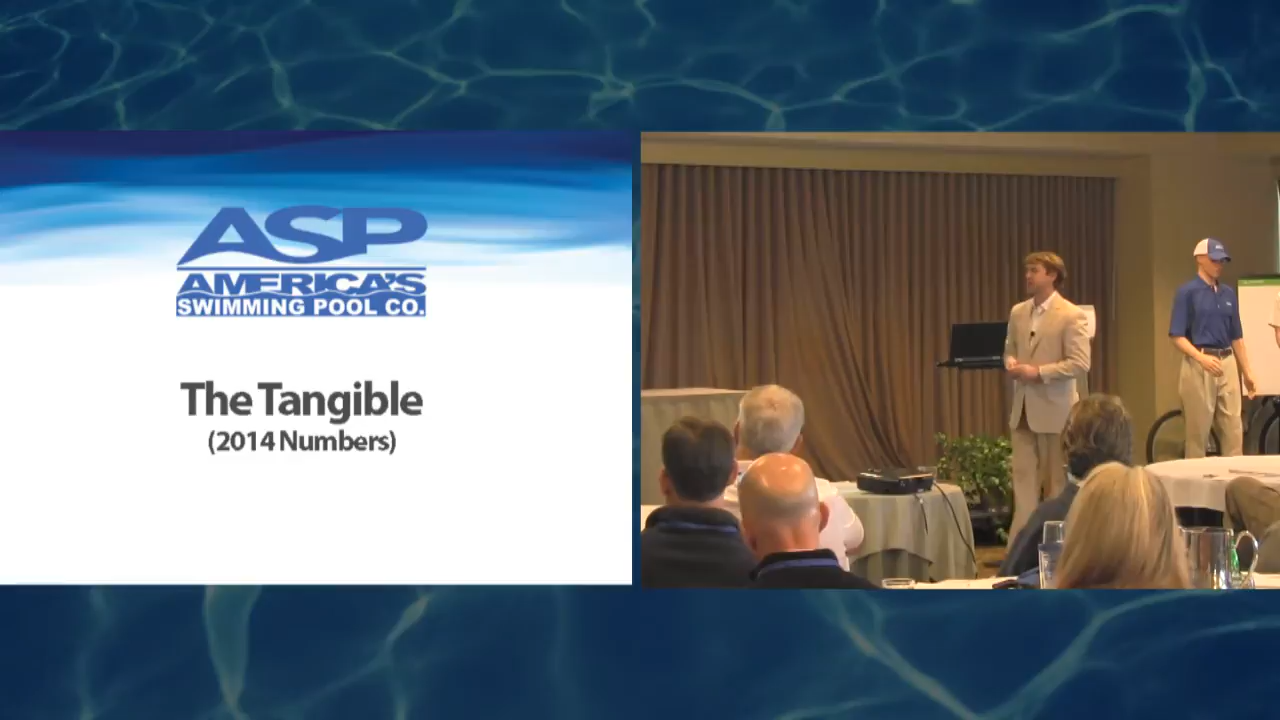 ASP
AMERICA'S
SWIMMING POOL CO.
The Tangible
(2014 Numbers)